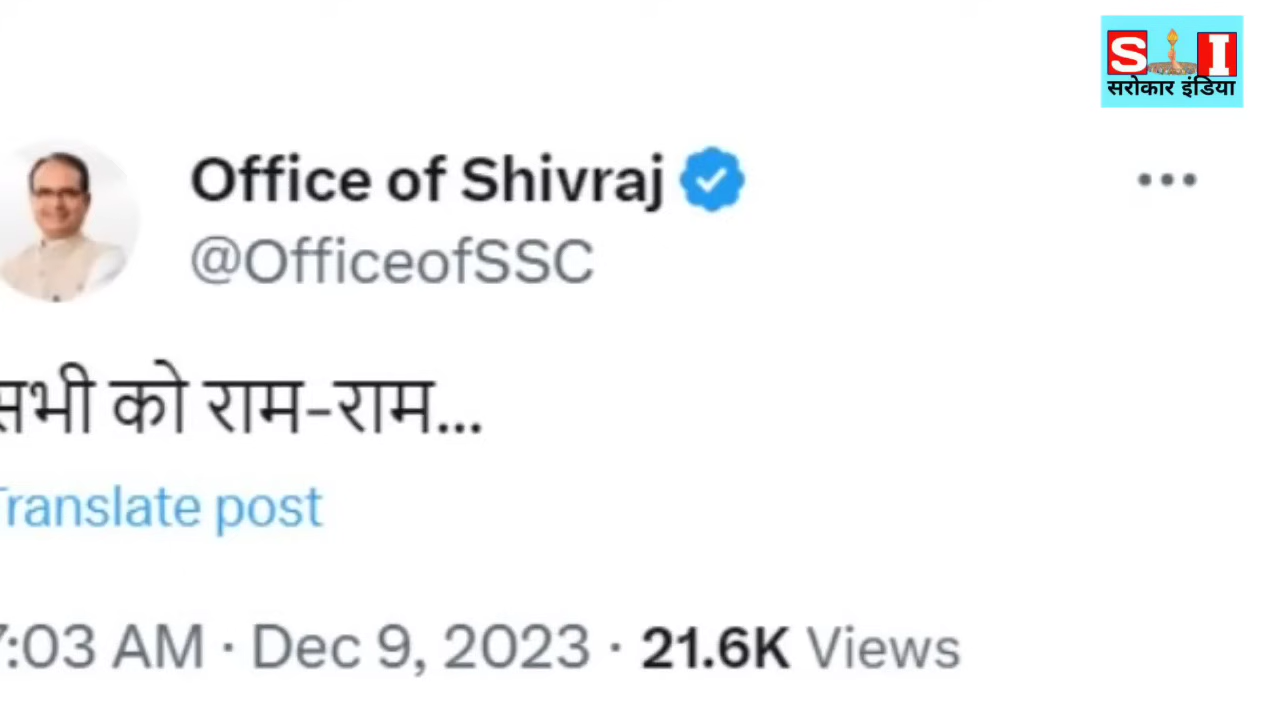 S I
सरोकार इंडिया
Office of Shivraj
@OfficeofSSC
सभी को राम-राम...
Translate post
7:03 AM · Dec 9, 2023 · 21.6K Views